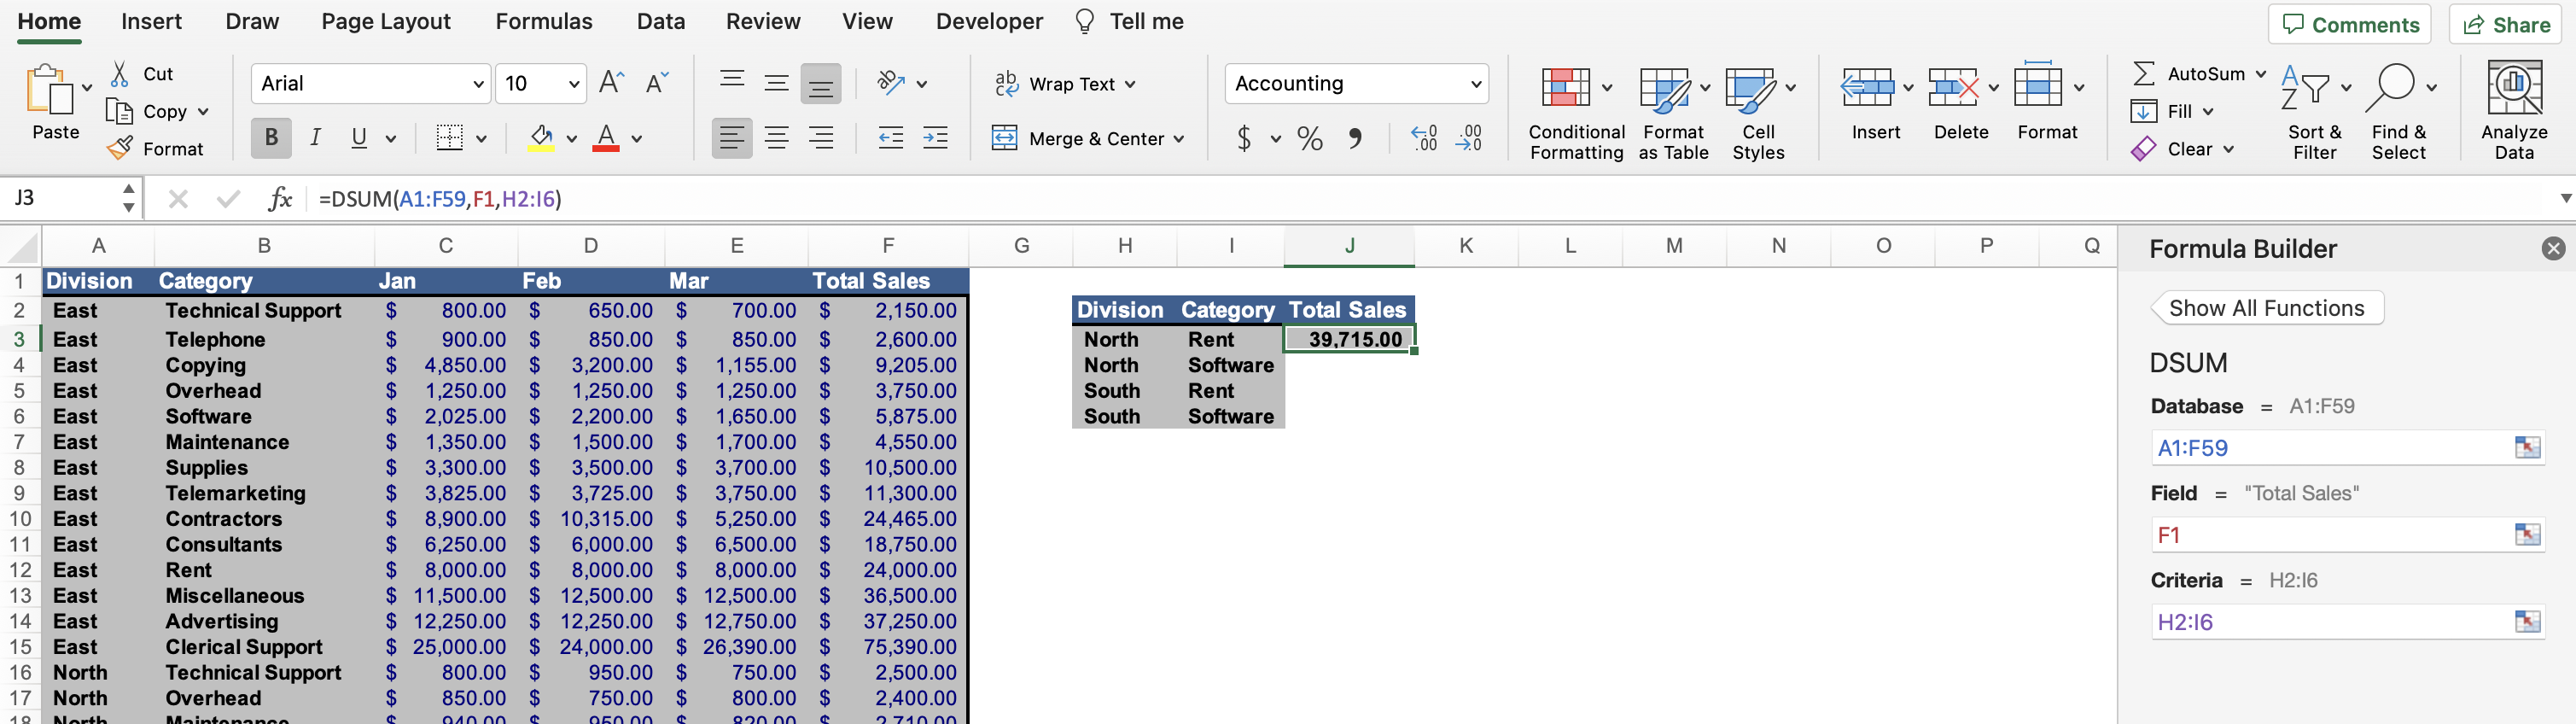 Home Insert Draw Page Layout Formulas Data Review View Developer Tell me Comments Share
Paste
Cut
Copy
Format
Arial 10
B I U
ab Wrap Text
Merge & Center
Accounting
$ % 9
Conditional Formatting
Format as Table
Cell Styles
Insert
Delete
Format
AutoSum
Fill
Clear
Sort & Filter
Find & Select
Analyze Data
J3 fx =DSUM(A1:F59,F1,H2:I6)
A B C D E F G H I J K L M N O P Q
1 Division Category Jan Feb Mar Total Sales
2 East Technical Support $ 800.00 $ 650.00 $ 700.00 $ 2,150.00 Division Category Total Sales
3 East Telephone $ 900.00 $ 850.00 $ 850.00 $ 2,600.00 North Rent 39,715.00
4 East Copying $ 4,850.00 $ 3,200.00 $ 1,155.00 $ 9,205.00 North Software
5 East Overhead $ 1,250.00 $ 1,250.00 $ 1,250.00 $ 3,750.00 South Rent
6 East Software $ 2,025.00 $ 2,200.00 $ 1,650.00 $ 5,875.00 South Software
7 East Maintenance $ 1,350.00 $ 1,500.00 $ 1,700.00 $ 4,550.00
8 East Supplies $ 3,300.00 $ 3,500.00 $ 3,700.00 $ 10,500.00
9 East Telemarketing $ 3,825.00 $ 3,725.00 $ 3,750.00 $ 11,300.00
10 East Contractors $ 8,900.00 $ 10,315.00 $ 5,250.00 $ 24,465.00
11 East Consultants $ 6,250.00 $ 6,000.00 $ 6,500.00 $ 18,750.00
12 East Rent $ 8,000.00 $ 8,000.00 $ 8,000.00 $ 24,000.00
13 East Miscellaneous $ 11,500.00 $ 12,500.00 $ 12,500.00 $ 36,500.00
14 East Advertising $ 12,250.00 $ 12,250.00 $ 12,750.00 $ 37,250.00
15 East Clerical Support $ 25,000.00 $ 24,000.00 $ 26,390.00 $ 75,390.00
16 North Technical Support $ 800.00 $ 950.00 $ 750.00 $ 2,500.00
17 North Overhead $ 850.00 $ 750.00 $ 800.00 $ 2,400.00
18 North Maintenance $ 940.00 $ 950.00 $ 820.00 $ 2,710.00
Formula Builder
Show All Functions
DSUM
Database = A1:F59
A1:F59
Field = "Total Sales"
F1
Criteria = H2:I6
H2:I6